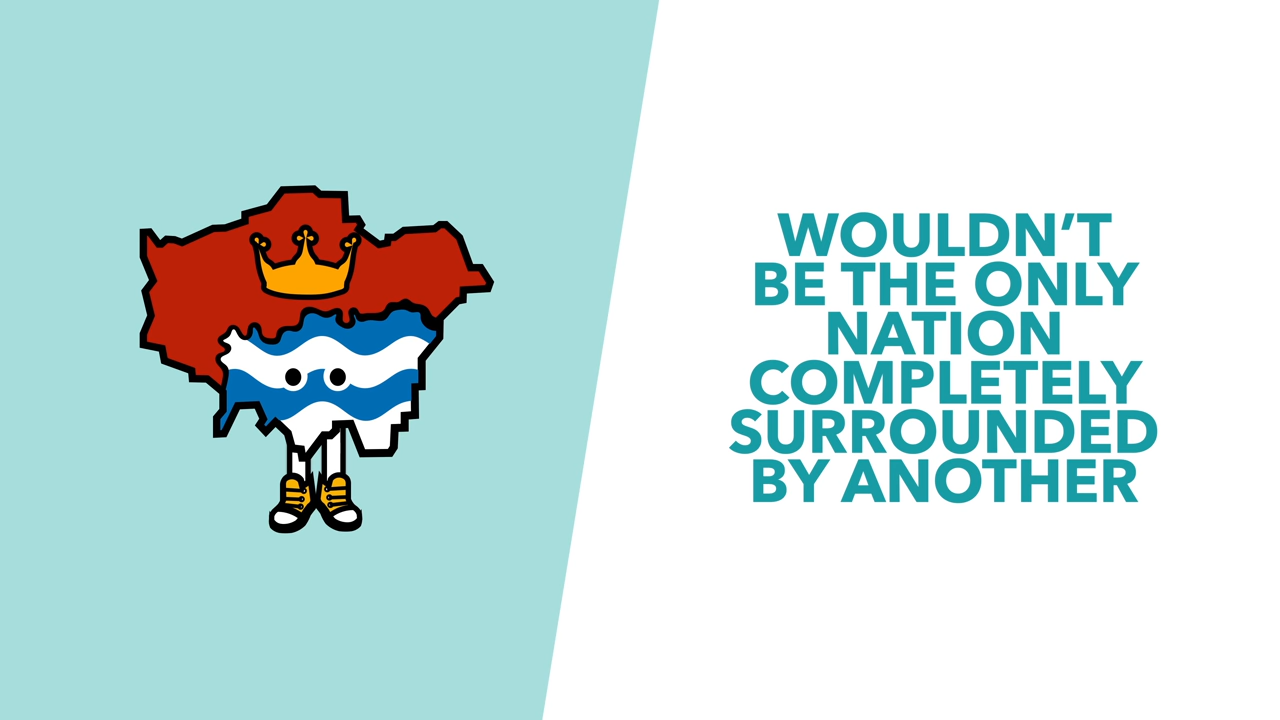 WOULDN’T
BE THE ONLY
NATION
COMPLETELY
SURROUNDED
BY ANOTHER